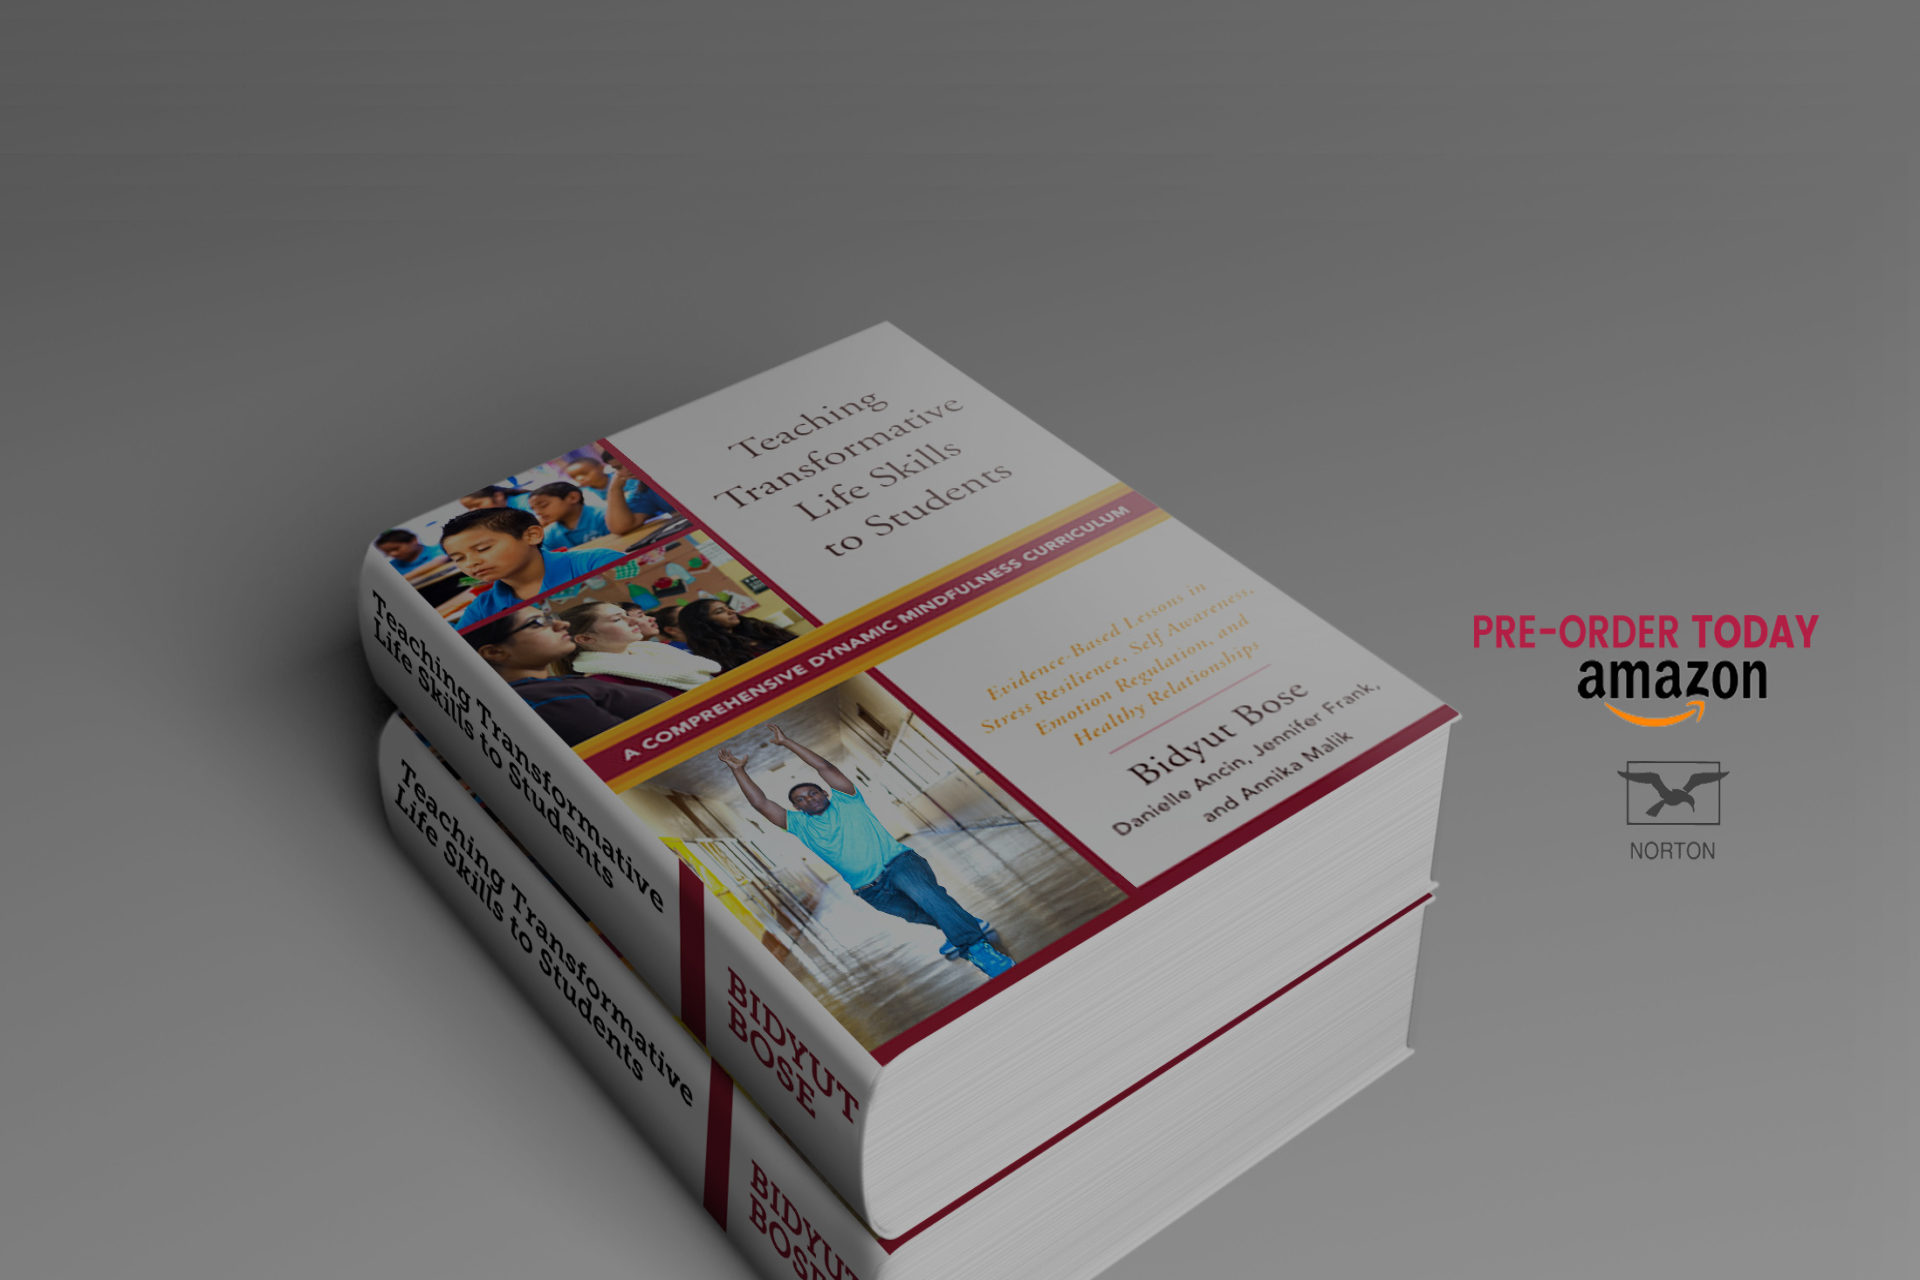 Teaching
Transformative
Life Skills
to Students
A COMPREHENSIVE DYNAMIC MINDFULNESS CURRICULUM
Evidence-Based Lessons in
Stress Resilience, Self Awareness,
Emotion Regulation, and
Healthy Relationships
Bidyut Bose
Danielle Ancin, Jennifer Frank,
and Annika Malik
Teaching Transformative
Life Skills to Students
BIDYUT
BOSE
Teaching Transformative
Life Skills to Students
BIDYUT
BOSE
PRE-ORDER TODAY
amazon
NORTON